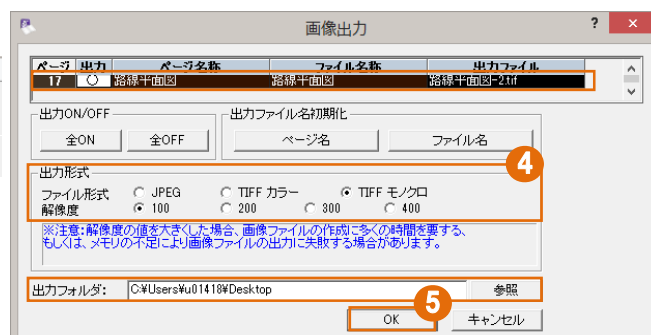 画像出力 ? ×
ページ 出力 ページ名称 ファイル名称 出力ファイル
17 ○ 路線平面図 路線平面図 路線平面図-2.tif
出力ON/OFF 出力ファイル名初期化
全ON 全OFF ページ名 ファイル名
4
出力形式
ファイル形式 JPEG TIFF カラー TIFF モノクロ
解像度 100 200 300 400
※注意:解像度の値を大きくした場合、画像ファイルの作成に多くの時間を要する、
もしくは、メモリの不足により画像ファイルの出力に失敗する場合があります。
出力フォルダ: C:¥Users¥u01418¥Desktop 参照
5
OK キャンセル